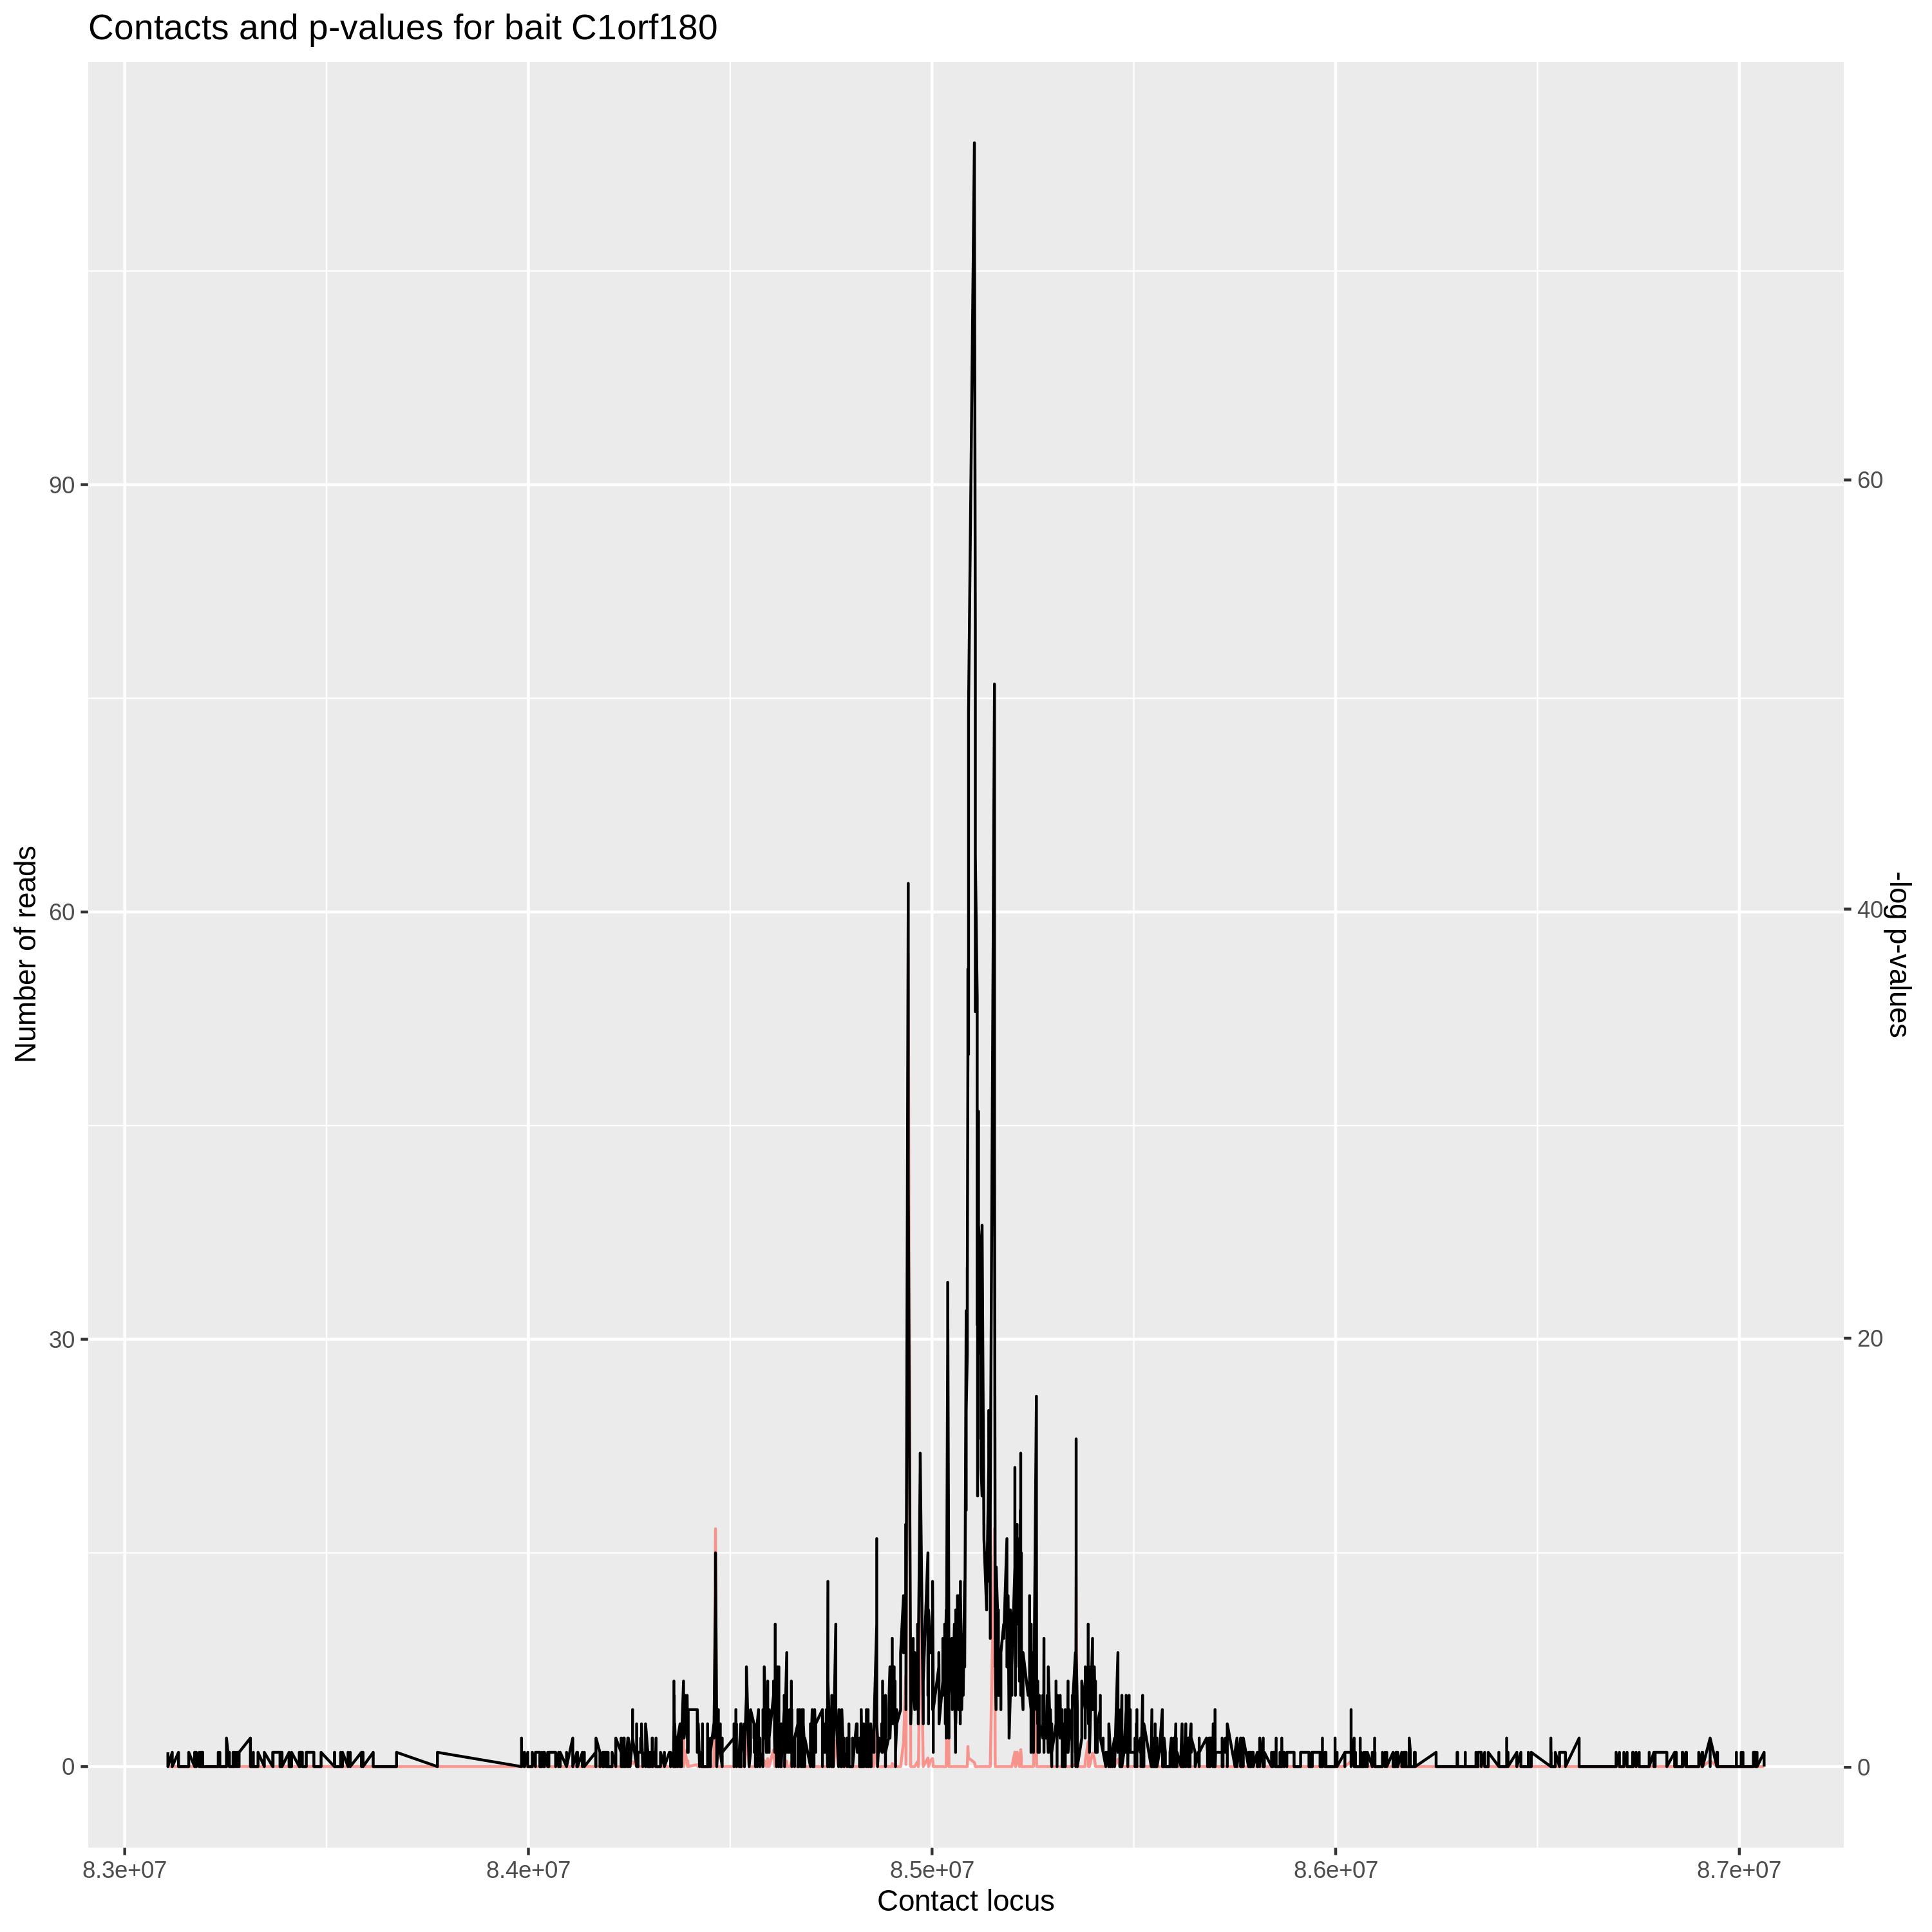 Contacts and p-values for bait C1orf180
90
60
30
0
Number of reads
60
40
20
0
-log p-values
8.3e+07
8.4e+07
8.5e+07
8.6e+07
8.7e+07
Contact locus